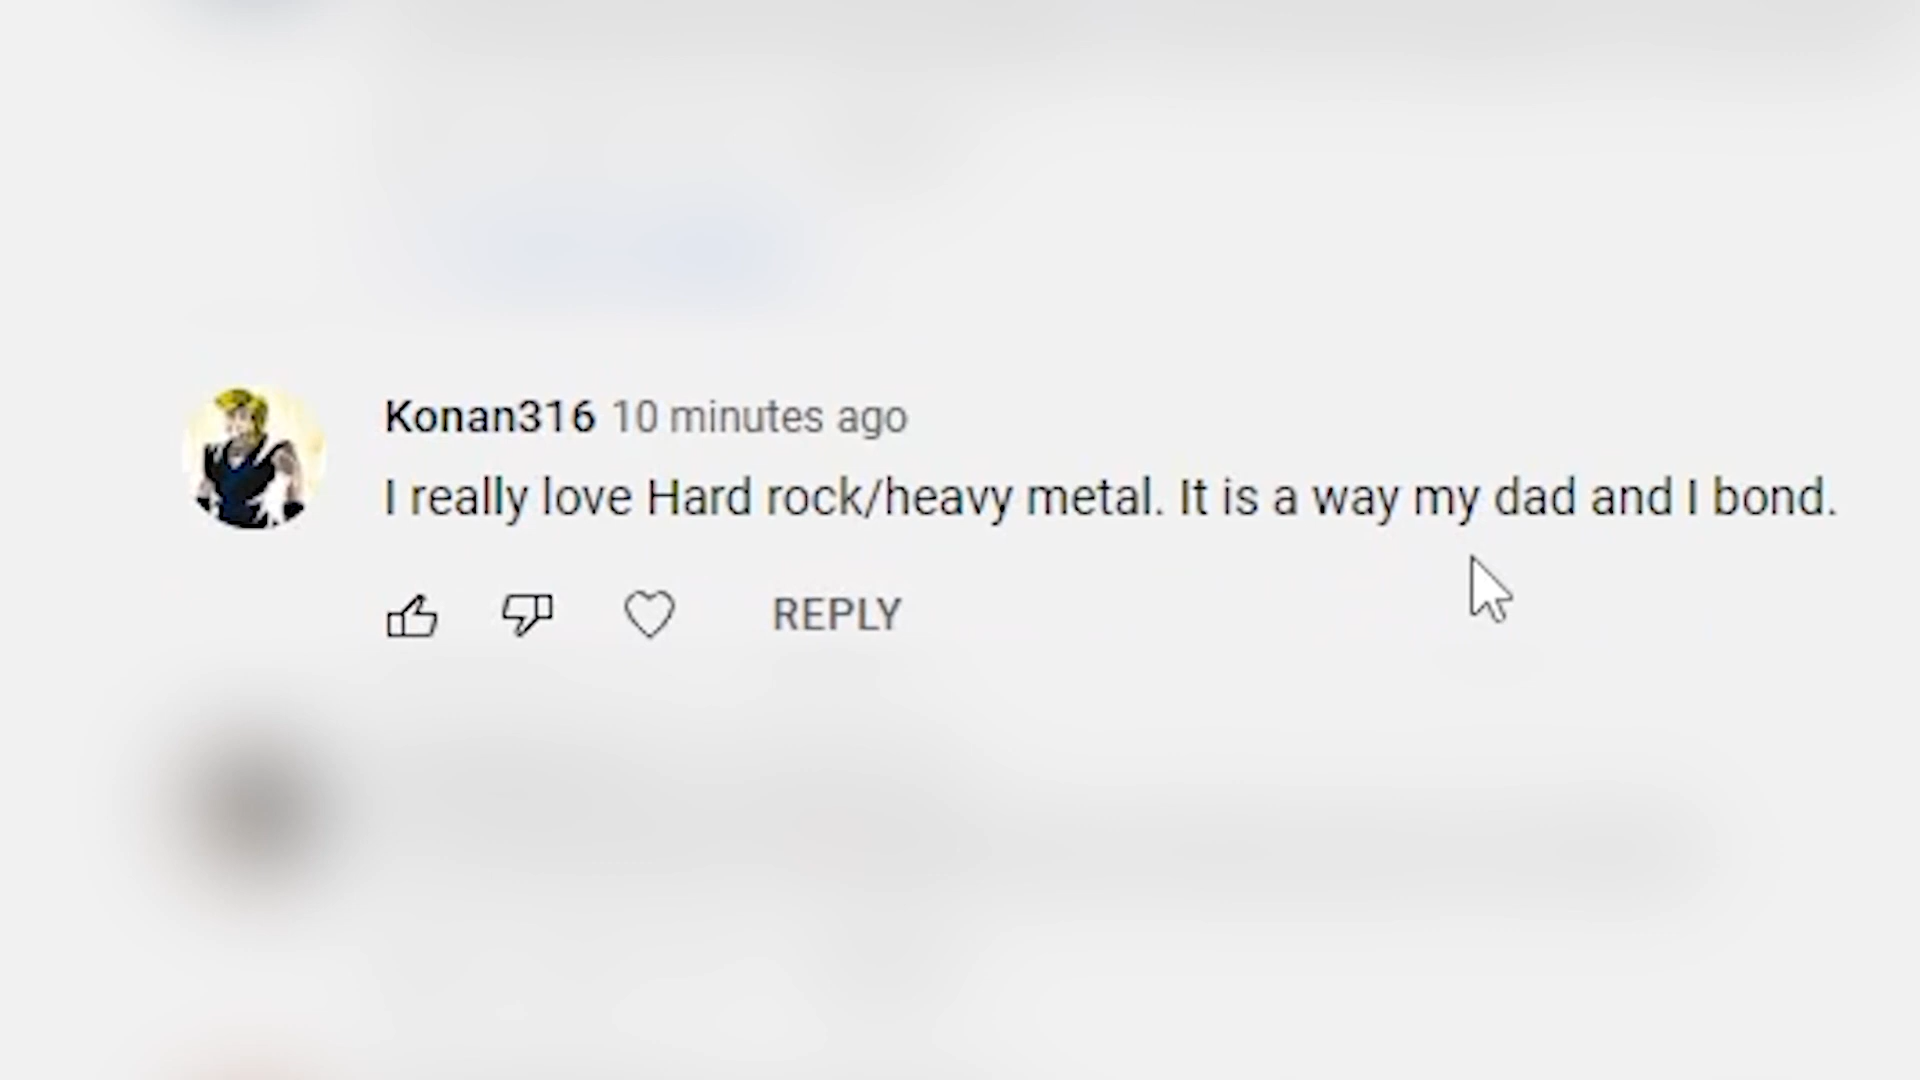 Konan316 10 minutes ago
I really love Hard rock/heavy metal. It is a way my dad and I bond.
REPLY